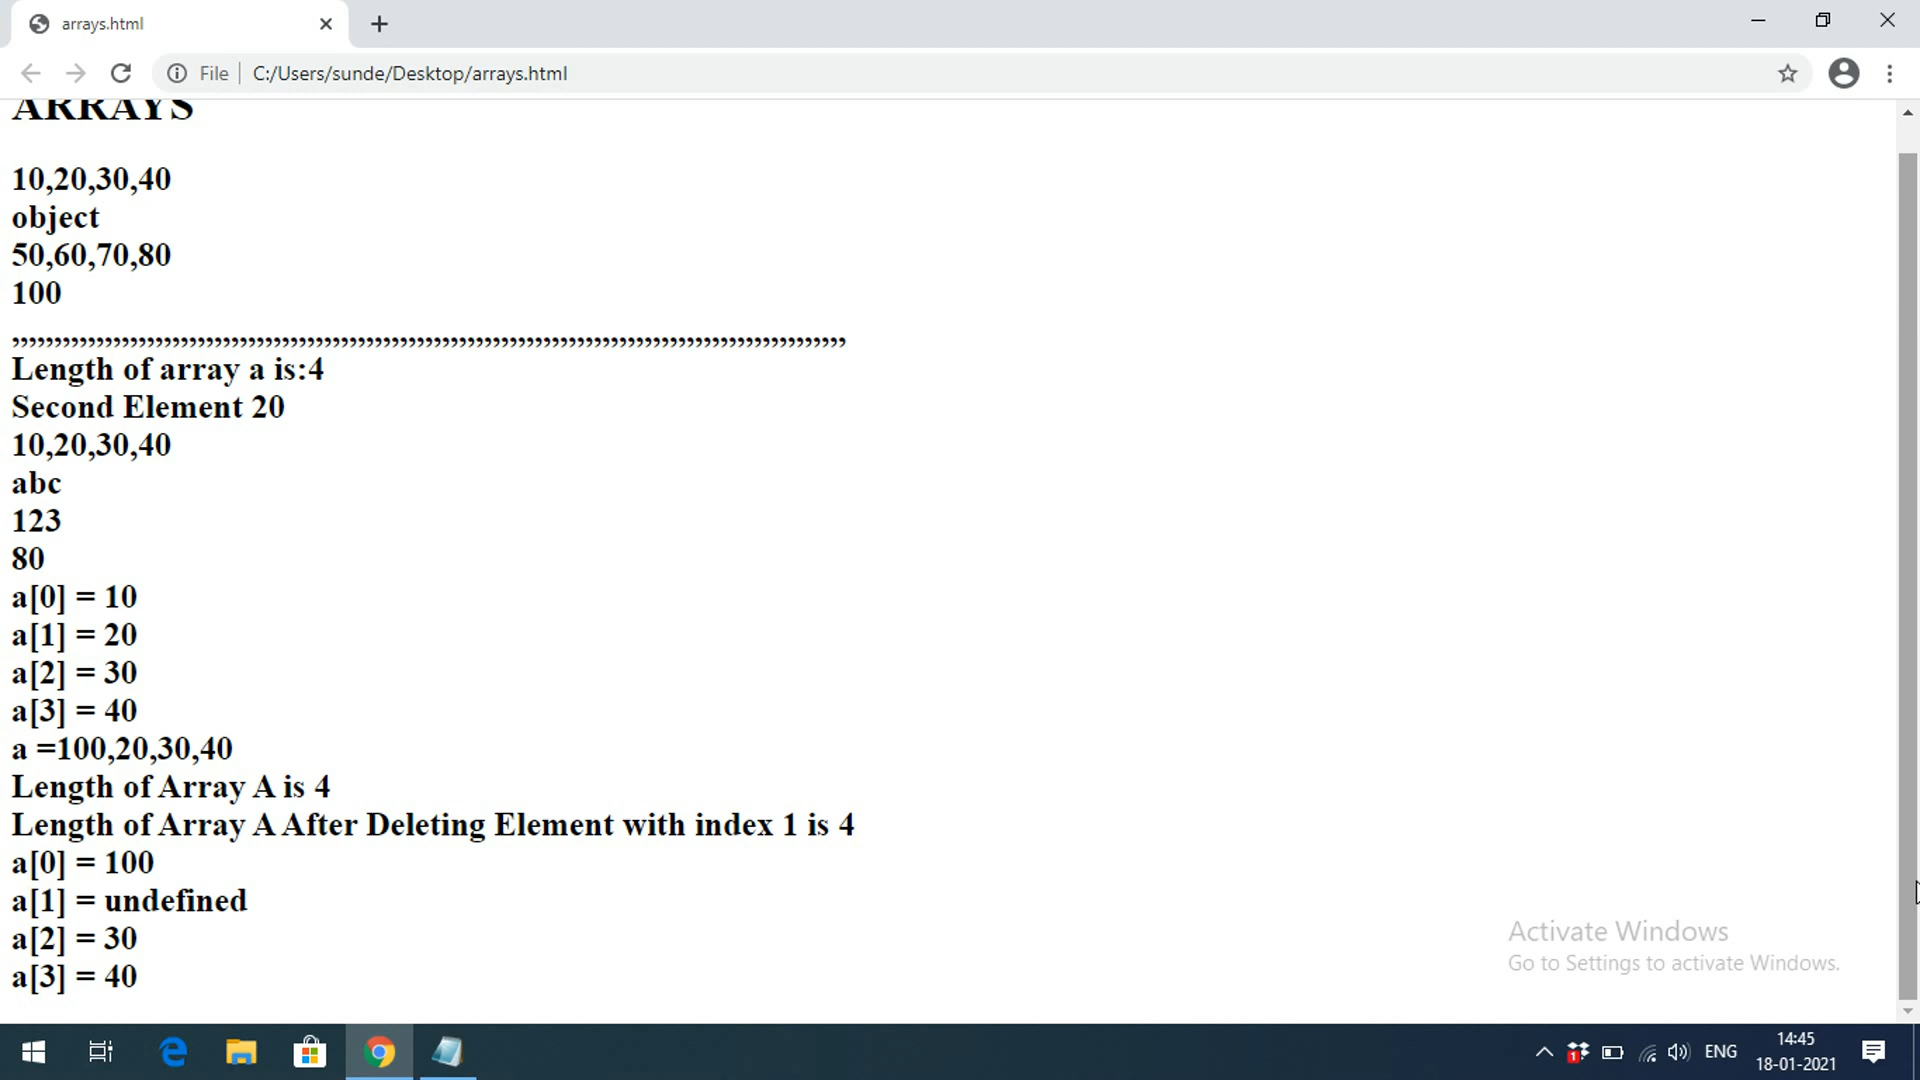 arrays.html
File C:/Users/sunde/Desktop/arrays.html
ARRAYS
10,20,30,40
object
50,60,70,80
100
,,,,,,,,,,,,,,,,,,,,,,,,,,,,,,,,,,,,,,,,,,,,,,,,,,,,,,,,,,,,,,,,,,,,,,,,,,,,,,,,,,,,,,,,,,,,,,,,,,,
Length of array a is:4
Second Element 20
10,20,30,40
abc
123
80
a[0] = 10
a[1] = 20
a[2] = 30
a[3] = 40
a =100,20,30,40
Length of Array A is 4
Length of Array A After Deleting Element with index 1 is 4
a[0] = 100
a[1] = undefined
a[2] = 30
a[3] = 40
Activate Windows
Go to Settings to activate Windows.
1
ENG
14:45
18-01-2021